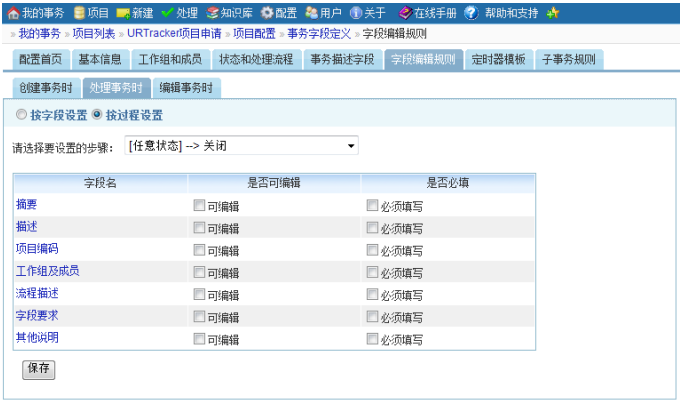 我的事务 项目 新建 处理 知识库 配置 用户 关于 在线手册 帮助和支持
» 我的事务 » 项目列表 » URTracker项目申请 » 项目配置 » 事务字段定义 » 字段编辑规则
配置首页 基本信息 工作组和成员 状态和处理流程 事务描述字段 字段编辑规则 定时器模板 子事务规则
创建事务时 处理事务时 编辑事务时
按字段设置 按过程设置
请选择要设置的步骤: [任意状态] --> 关闭
字段名 是否可编辑 是否必填
摘要 可编辑 必须填写
描述 可编辑 必须填写
项目编码 可编辑 必须填写
工作组及成员 可编辑 必须填写
流程描述 可编辑 必须填写
字段要求 可编辑 必须填写
其他说明 可编辑 必须填写
保存